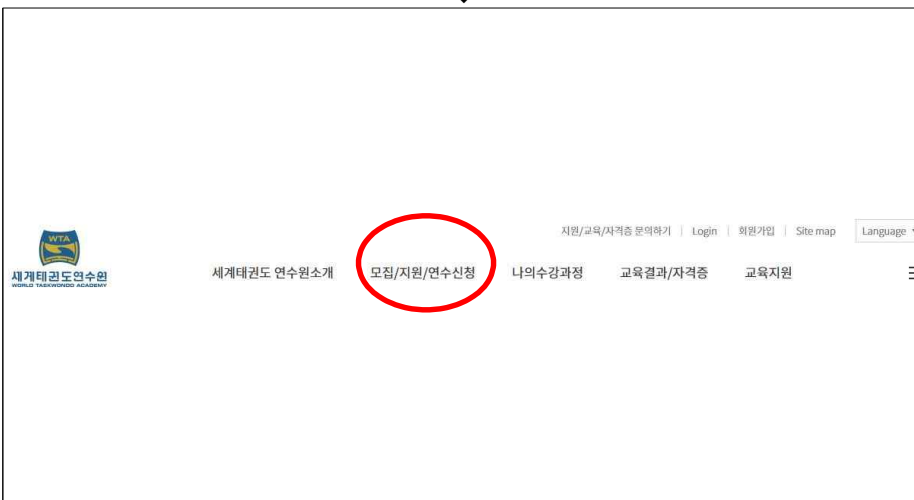 지원/교육/자격증 문의하기 | Login | 회원가입 | Site map
Language
WTA
세계태권도연수원
WORLD TAEKWONDO ACADEMY
세계태권도 연수원소개 모집/지원/연수신청 나의수강과정 교육결과/자격증 교육지원